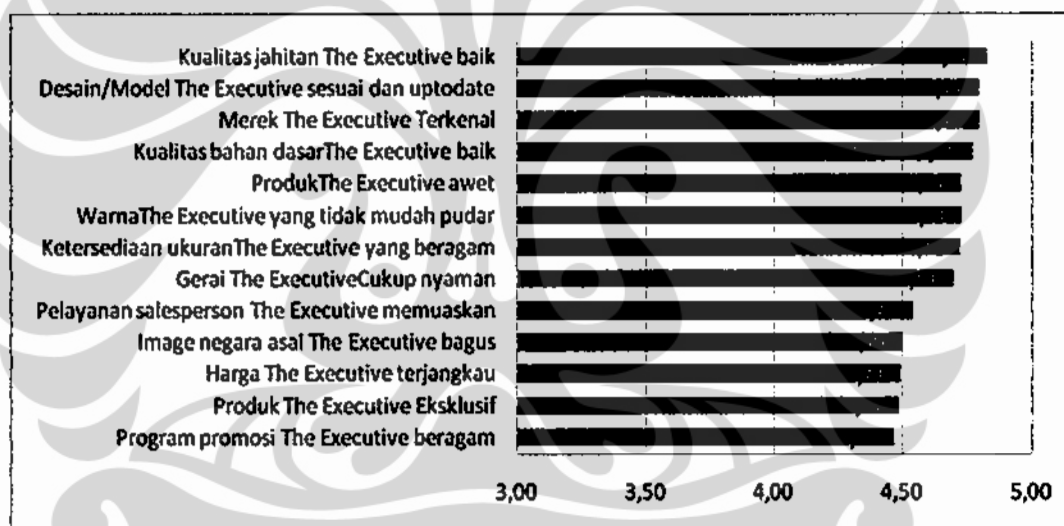 Kualitas jahitan The Executive baik
Desain/Model The Executive sesuai dan uptodate
Merek The Executive Terkenal
Kualitas bahan dasarThe Executive baik
ProdukThe Executive awet
WarnaThe Executive yang tidak mudah pudar
Ketersediaan ukuranThe Executive yang beragam
Gerai The ExecutiveCukup nyaman
Pelayanan salesperson The Executive memuaskan
Image negara asal The Executive bagus
Harga The Executive terjangkau
Produk The Executive Eksklusif
Program promosi The Executive beragam
3,00 3,50 4,00 4,50 5,00